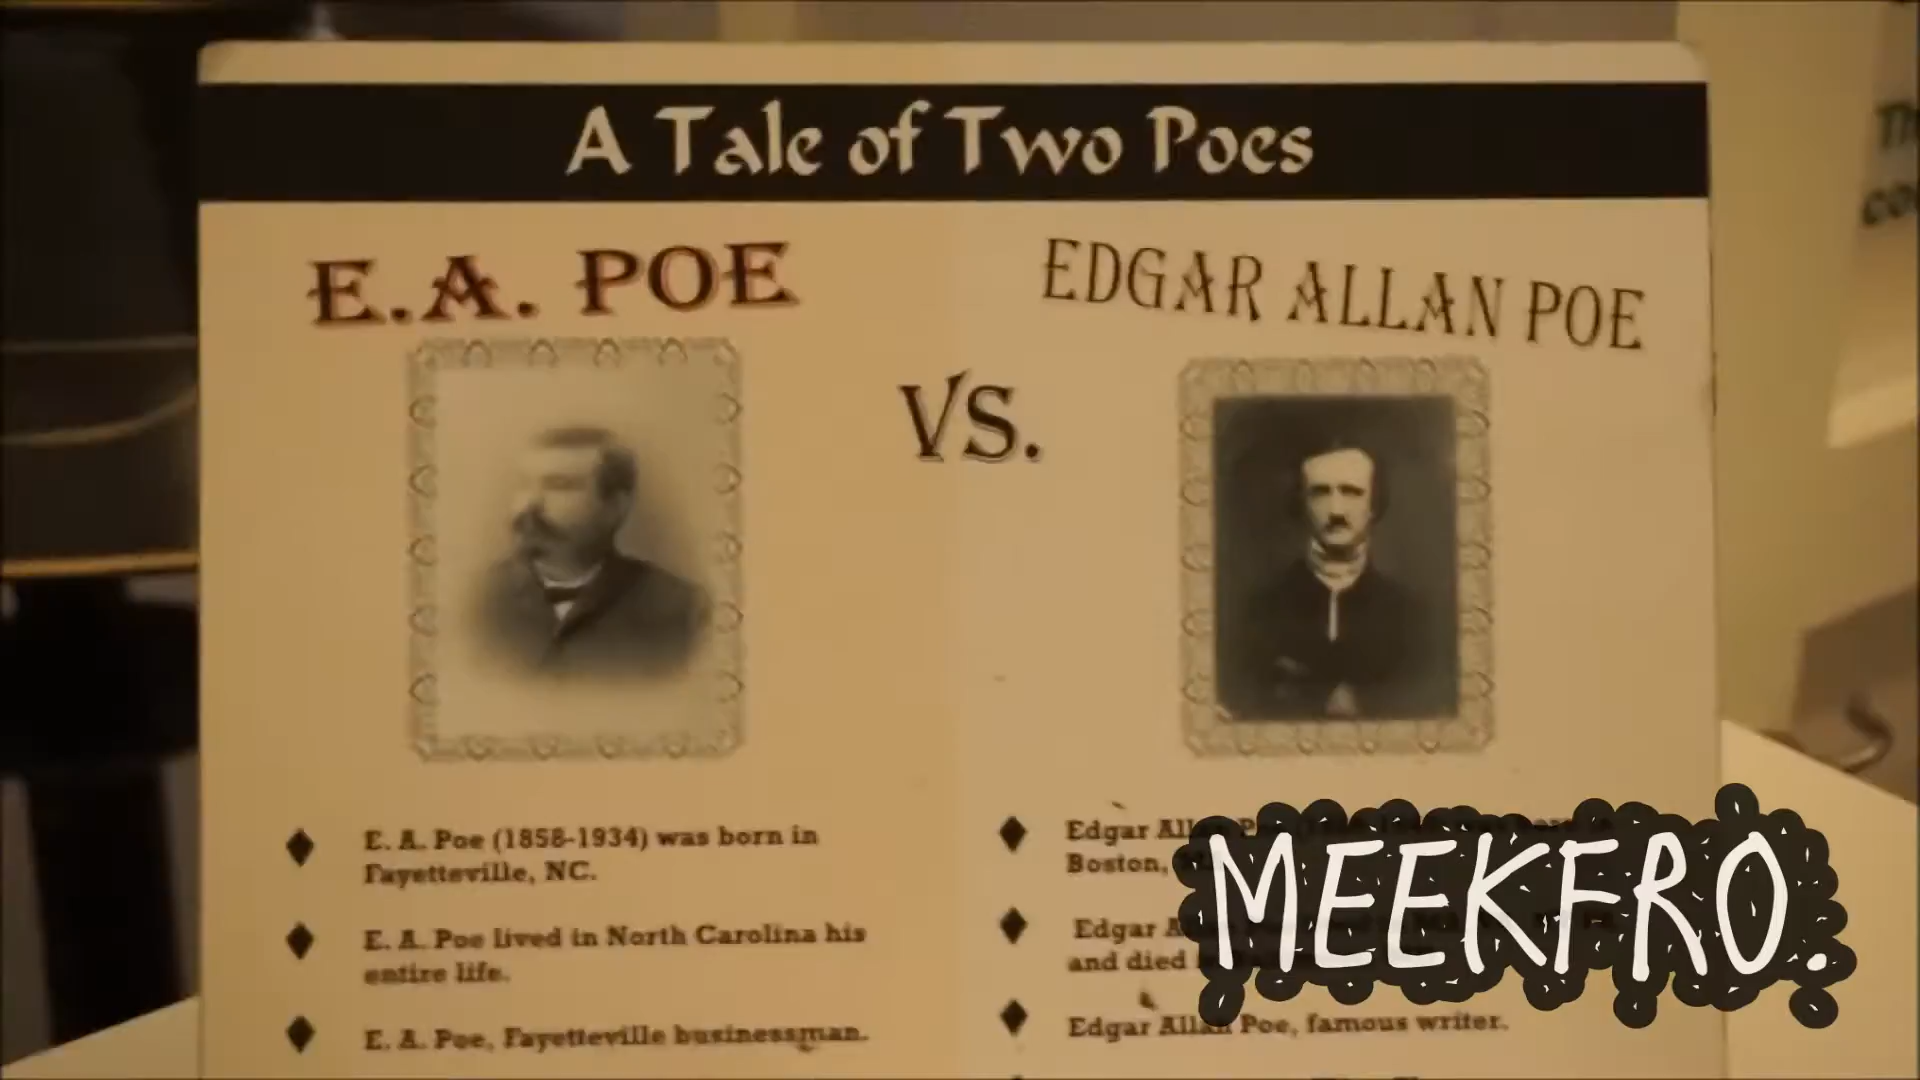 A Tale of Two Poes
E.A. POE
VS.
EDGAR ALLAN POE
E. A. Poe (1858-1934) was born in
Fayetteville, NC.
E. A. Poe lived in North Carolina his
entire life.
E. A. Poe, Fayetteville businessman.
Edgar Allan
Boston,
Edgar
and died
Edgar Allan Poe, famous writer.
MEEKFRO.